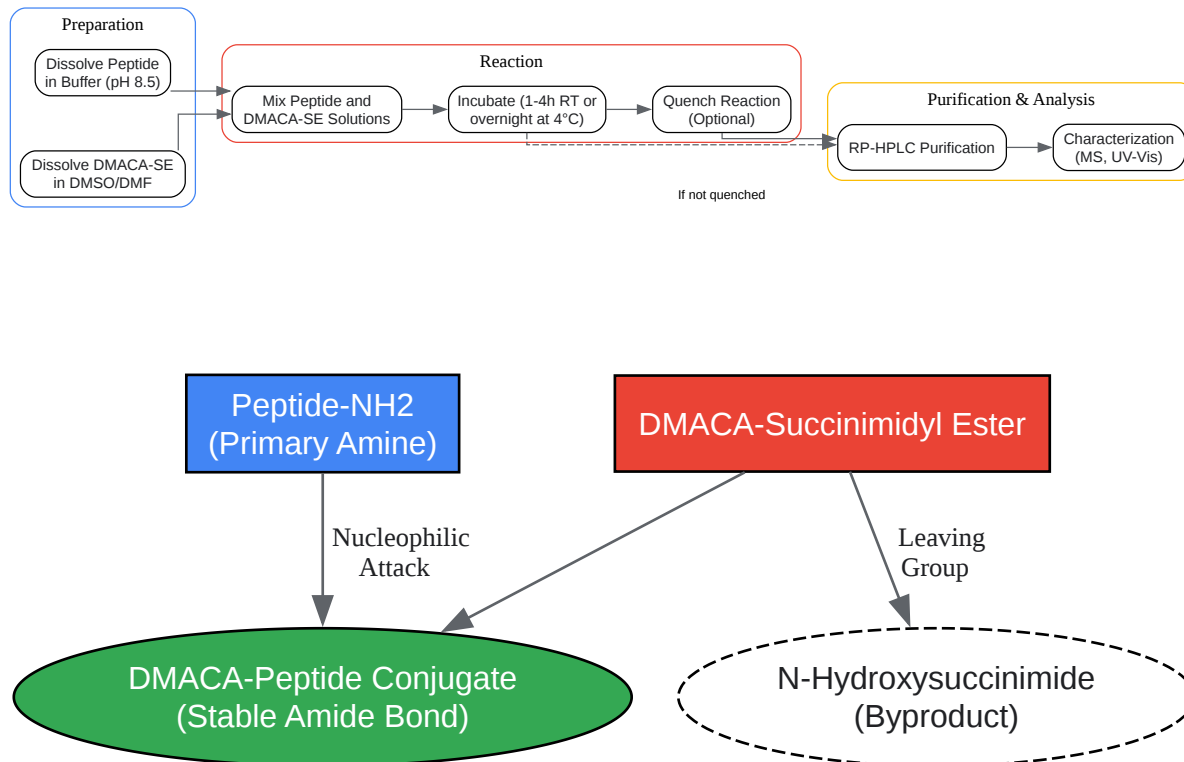 Preparation
Dissolve Peptide
in Buffer (pH 8.5)
Dissolve DMACA-SE
in DMSO/DMF
Reaction
Mix Peptide and
DMACA-SE Solutions
Incubate (1-4h RT or
overnight at 4°C)
Quench Reaction
(Optional)
If not quenched
Purification & Analysis
RP-HPLC Purification
Characterization
(MS, UV-Vis)
Peptide-NH2
(Primary Amine)
DMACA-Succinimidyl Ester
Nucleophilic
Attack
Leaving
Group
DMACA-Peptide Conjugate
(Stable Amide Bond)
N-Hydroxysuccinimide
(Byproduct)